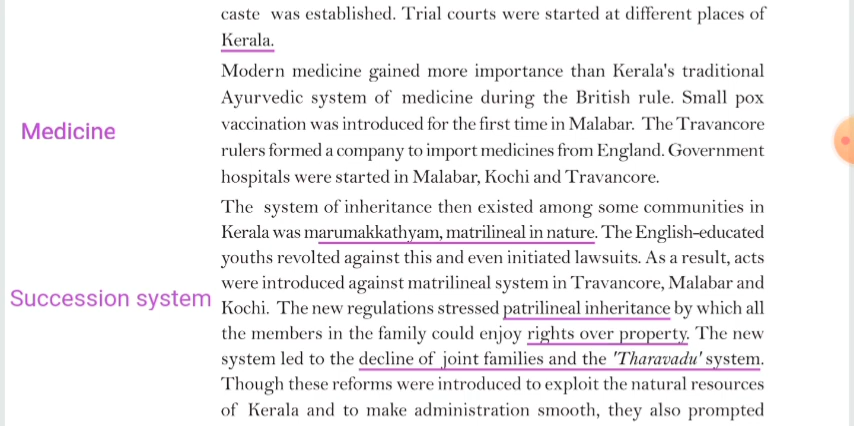 caste was established. Trial courts were started at different places of
Kerala.
Modern medicine gained more importance than Kerala's traditional
Ayurvedic system of medicine during the British rule. Small pox
Medicine
vaccination was introduced for the first time in Malabar. The Travancore
rulers formed a company to import medicines from England. Government
hospitals were started in Malabar, Kochi and Travancore.
The system of inheritance then existed among some communities in
Kerala was marumakkathyam, matrilineal in nature. The English-educated
youths revolted against this and even initiated lawsuits. As a result, acts
were introduced against matrilineal system in Travancore, Malabar and
Succession system
Kochi. The new regulations stressed patrilineal inheritance by which all
the members in the family could enjoy rights over property. The new
system led to the decline of joint families and the 'Tharavadu' system.
Though these reforms were introduced to exploit the natural resources
of Kerala and to make administration smooth, they also prompted